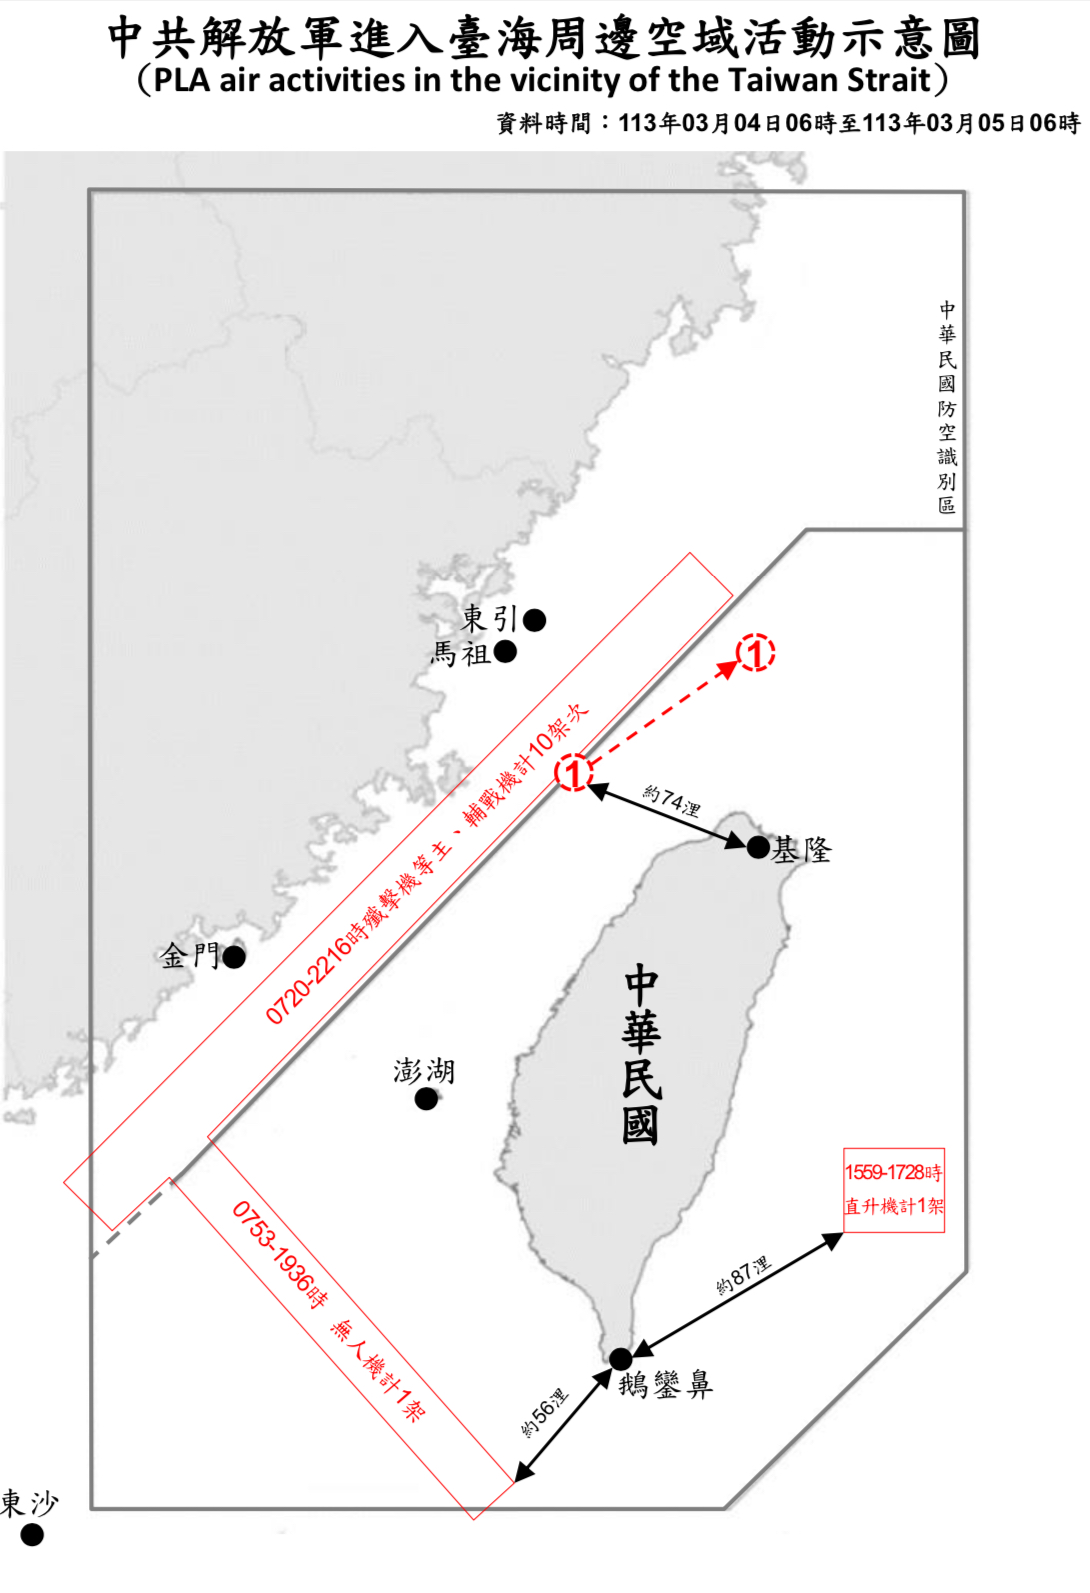 中共解放軍進入臺海周邊空域活動示意圖
（PLA air activities in the vicinity of the Taiwan Strait）
資料時間：113年03月04日06時至113年03月05日06時
中華民國防空識別區
東引
馬祖
1
0720-2216時殲擊機等主、輔戰機計10架次
1
約74浬
基隆
金門
中華民國
澎湖
1559-1728時
直升機計1架
0753-1936時 無人機計1架
約87浬
鵝鑾鼻
約56浬
東沙